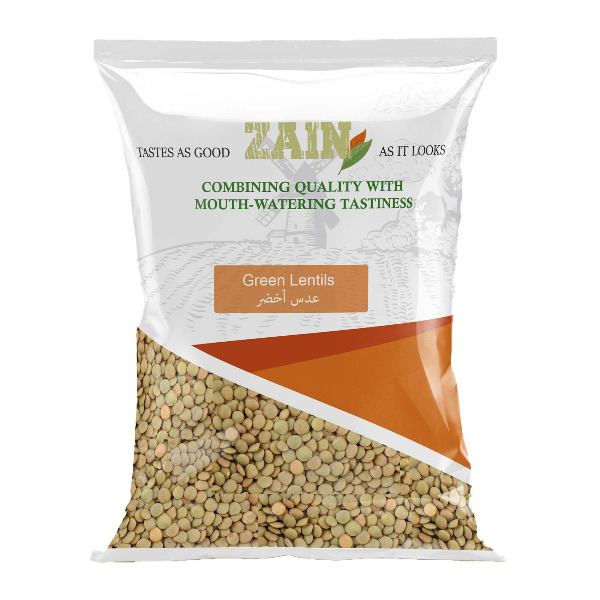 ZAIN
TASTES AS GOOD AS IT LOOKS
COMBINING QUALITY WITH
MOUTH-WATERING TASTINESS
Green Lentils
عدس أخضر